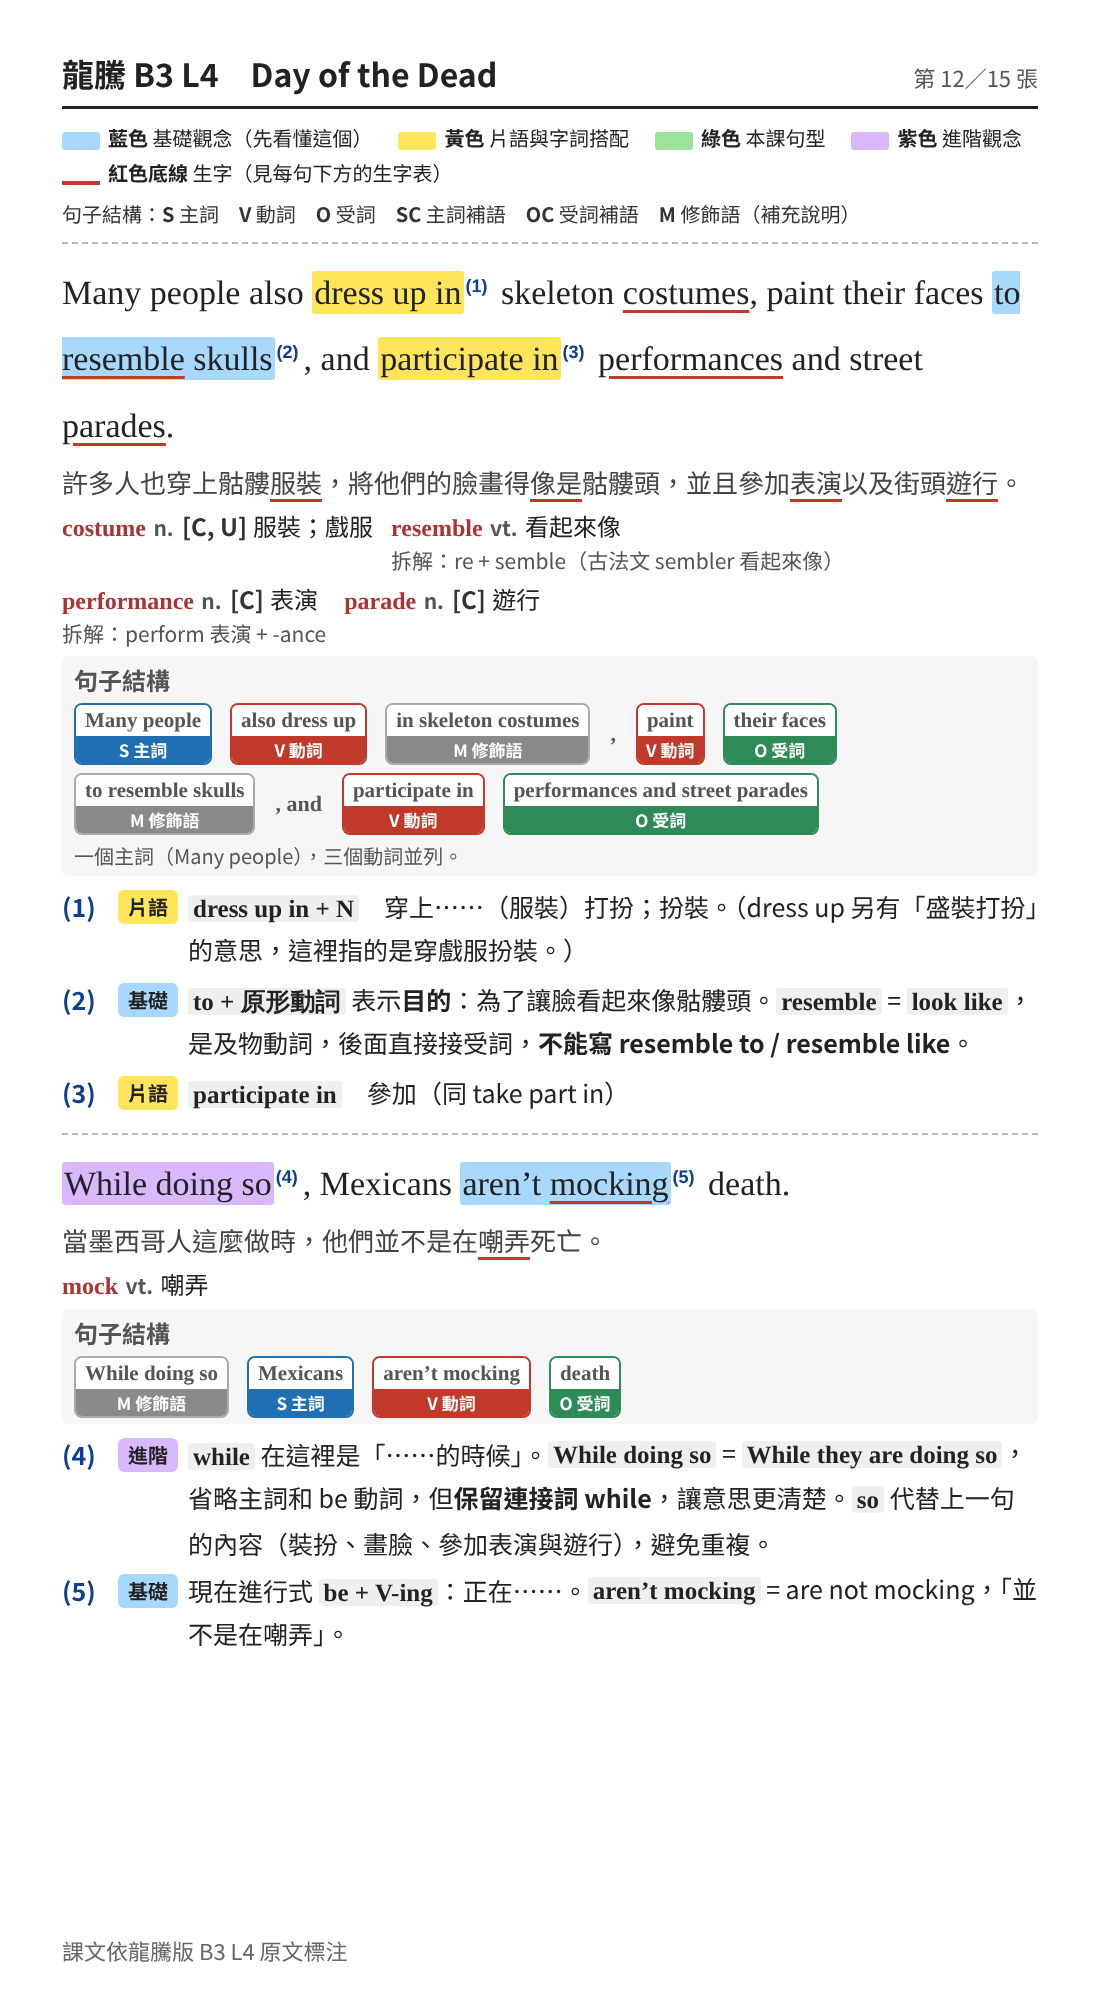 龍騰 B3 L4　Day of the Dead
第 12／15 張
藍色 基礎觀念（先看懂這個）　黃色 片語與字詞搭配　綠色 本課句型　紫色 進階觀念
紅色底線 生字（見每句下方的生字表）
句子結構：S 主詞　V 動詞　O 受詞　SC 主詞補語　OC 受詞補語　M 修飾語（補充說明）
Many people also dress up in(1) skeleton costumes, paint their faces to
resemble skulls(2), and participate in(3) performances and street
parades.
許多人也穿上骷髏服裝，將他們的臉畫得像是骷髏頭，並且參加表演以及街頭遊行。
costume n. [C, U] 服裝；戲服　resemble vt. 看起來像
拆解：re + semble（古法文 sembler 看起來像）
performance n. [C] 表演　parade n. [C] 遊行
拆解：perform 表演 + -ance
句子結構
Many people　also dress up　in skeleton costumes　,　paint　their faces
S 主詞　V 動詞　M 修飾語　V 動詞　O 受詞
to resemble skulls　, and　participate in　performances and street parades
M 修飾語　V 動詞　O 受詞
一個主詞（Many people），三個動詞並列。
(1) 片語 dress up in + N　穿上⋯⋯（服裝）打扮；扮裝。（dress up 另有「盛裝打扮」
的意思，這裡指的是穿戲服扮裝。）
(2) 基礎 to + 原形動詞 表示目的：為了讓臉看起來像骷髏頭。resemble = look like，
是及物動詞，後面直接接受詞，不能寫 resemble to / resemble like。
(3) 片語 participate in　參加（同 take part in）
While doing so(4), Mexicans aren’t mocking(5) death.
當墨西哥人這麼做時，他們並不是在嘲弄死亡。
mock vt. 嘲弄
句子結構
While doing so　Mexicans　aren’t mocking　death
M 修飾語　S 主詞　V 動詞　O 受詞
(4) 進階 while 在這裡是「⋯⋯的時候」。While doing so = While they are doing so，
省略主詞和 be 動詞，但保留連接詞 while，讓意思更清楚。so 代替上一句
的內容（裝扮、畫臉、參加表演與遊行），避免重複。
(5) 基礎 現在進行式 be + V-ing：正在⋯⋯。aren’t mocking = are not mocking，「並
不是在嘲弄」。
課文依龍騰版 B3 L4 原文標注